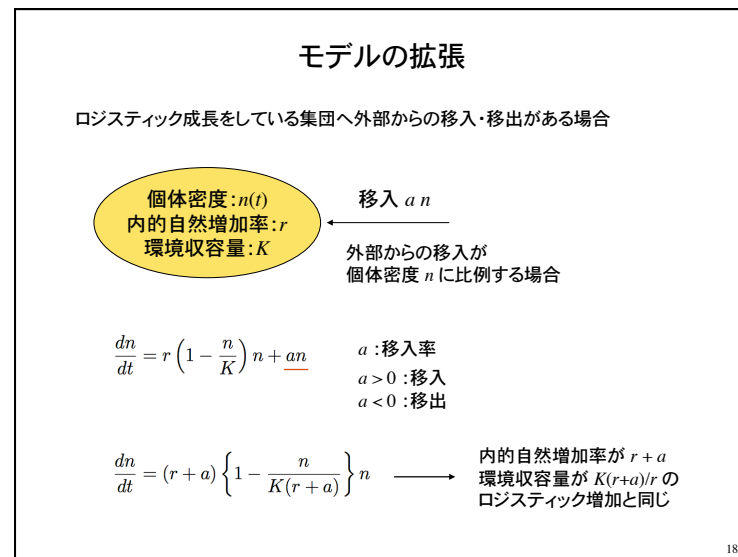 モデルの拡張
ロジスティック成長をしている集団へ外部からの移入・移出がある場合
個体密度：n(t)
内的自然増加率：r
環境収容量：K
移入 a n
外部からの移入が
個体密度 n に比例する場合
dn/dt = r (1 − n/K) n + an
a ：移入率
a > 0 ：移入
a < 0 ：移出
dn/dt = (r + a) {1 − n/K(r + a)} n
内的自然増加率が r + a
環境収容量が K(r+a)/r の
ロジスティック増加と同じ
18